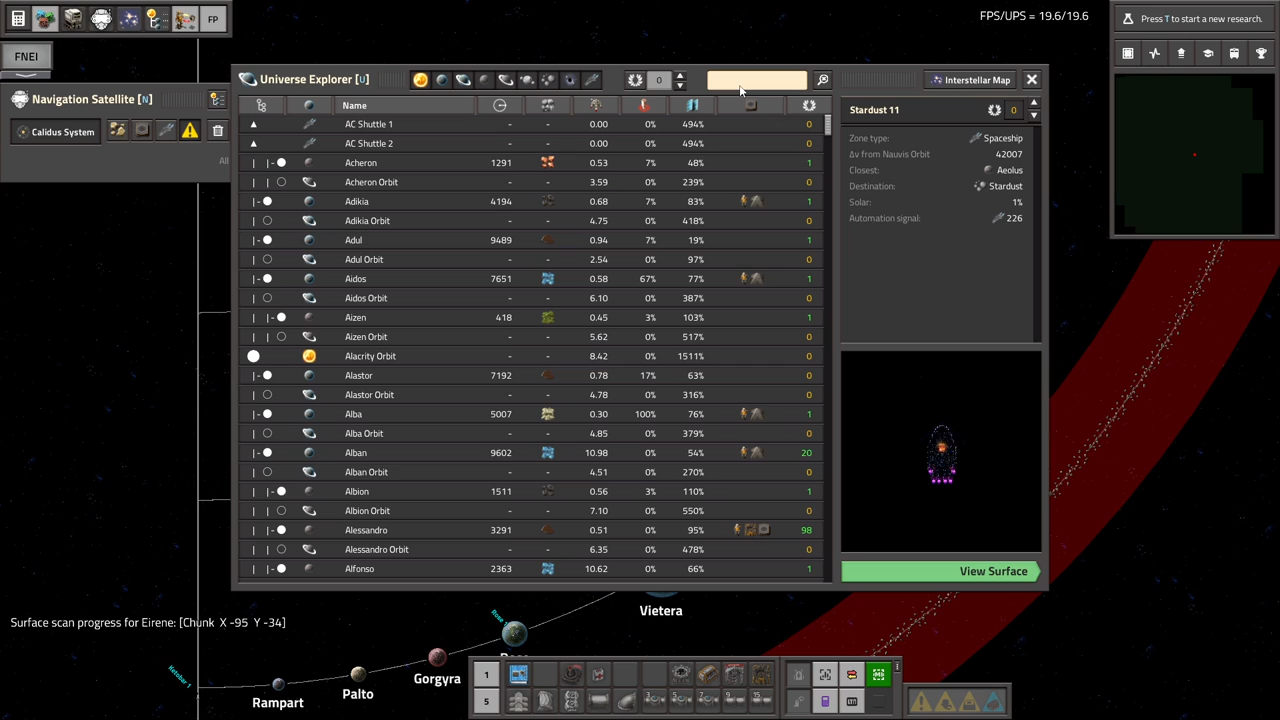 FP
FPS/UPS = 19.6/19.6
Press T to start a new research.
FNEI
Navigation Satellite [N]
Calidus System
All
Universe Explorer [U]
0
Interstellar Map
Name
AC Shuttle 1 - - 0.00 0% 494% 0
AC Shuttle 2 - - 0.00 0% 494% 0
Acheron 1291 0.53 7% 48% 1
Acheron Orbit - - 3.59 0% 239% 0
Adikia 4194 0.68 7% 83% 1
Adikia Orbit - - 4.75 0% 418% 0
Adul 9489 0.94 7% 19% 1
Adul Orbit - - 2.54 0% 97% 0
Aidos 7651 0.58 67% 77% 1
Aidos Orbit - - 6.10 0% 387% 0
Aizen 418 0.45 3% 103% 1
Aizen Orbit - - 5.62 0% 517% 0
Alacrity Orbit - - 8.42 0% 1511% 0
Alastor 7192 0.78 17% 63% 1
Alastor Orbit - - 4.78 0% 316% 0
Alba 5007 0.30 100% 76% 1
Alba Orbit - - 4.85 0% 379% 0
Alban 9602 10.98 0% 54% 20
Alban Orbit - - 4.51 0% 270% 0
Albion 1511 0.56 3% 110% 1
Albion Orbit - - 7.10 0% 550% 0
Alessandro 3291 0.51 0% 95% 98
Alessandro Orbit - - 6.35 0% 478% 0
Alfonso 2363 10.62 0% 66% 1
Stardust 11 0
Zone type: Spaceship
Δv from Nauvis Orbit 42007
Closest: Aeolus
Destination: Stardust
Solar: 1%
Automation signal: 226
View Surface
Surface scan progress for Eirene: [Chunk X -95 Y -34]
Vietera
Gorgyra
Palto
Rampart
Ketobar 1
1
5
3 5 7 9 15